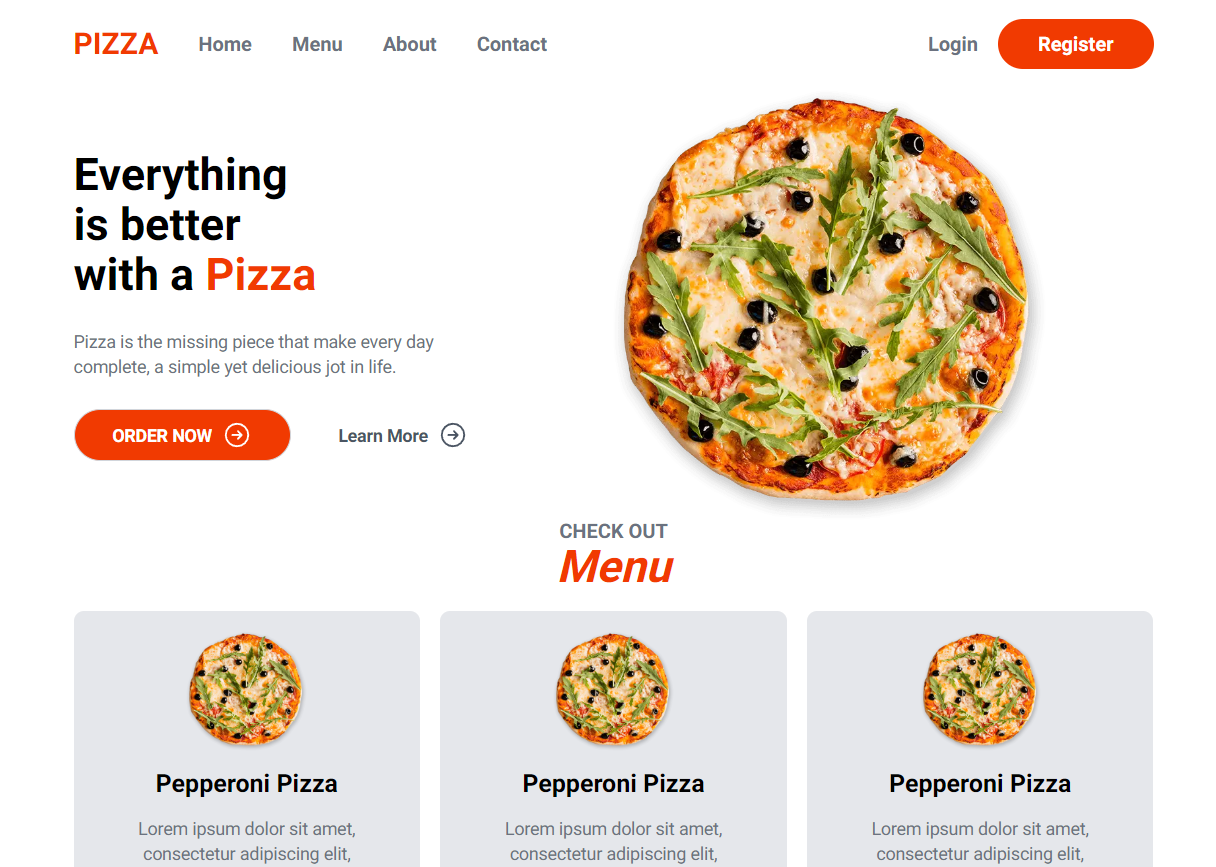 PIZZA Home Menu About Contact Login Register
Everything
is better
with a Pizza
Pizza is the missing piece that make every day
complete, a simple yet delicious jot in life.
ORDER NOW Learn More
CHECK OUT
Menu
Pepperoni Pizza Pepperoni Pizza Pepperoni Pizza
Lorem ipsum dolor sit amet, Lorem ipsum dolor sit amet, Lorem ipsum dolor sit amet,
consectetur adipiscing elit, consectetur adipiscing elit, consectetur adipiscing elit,